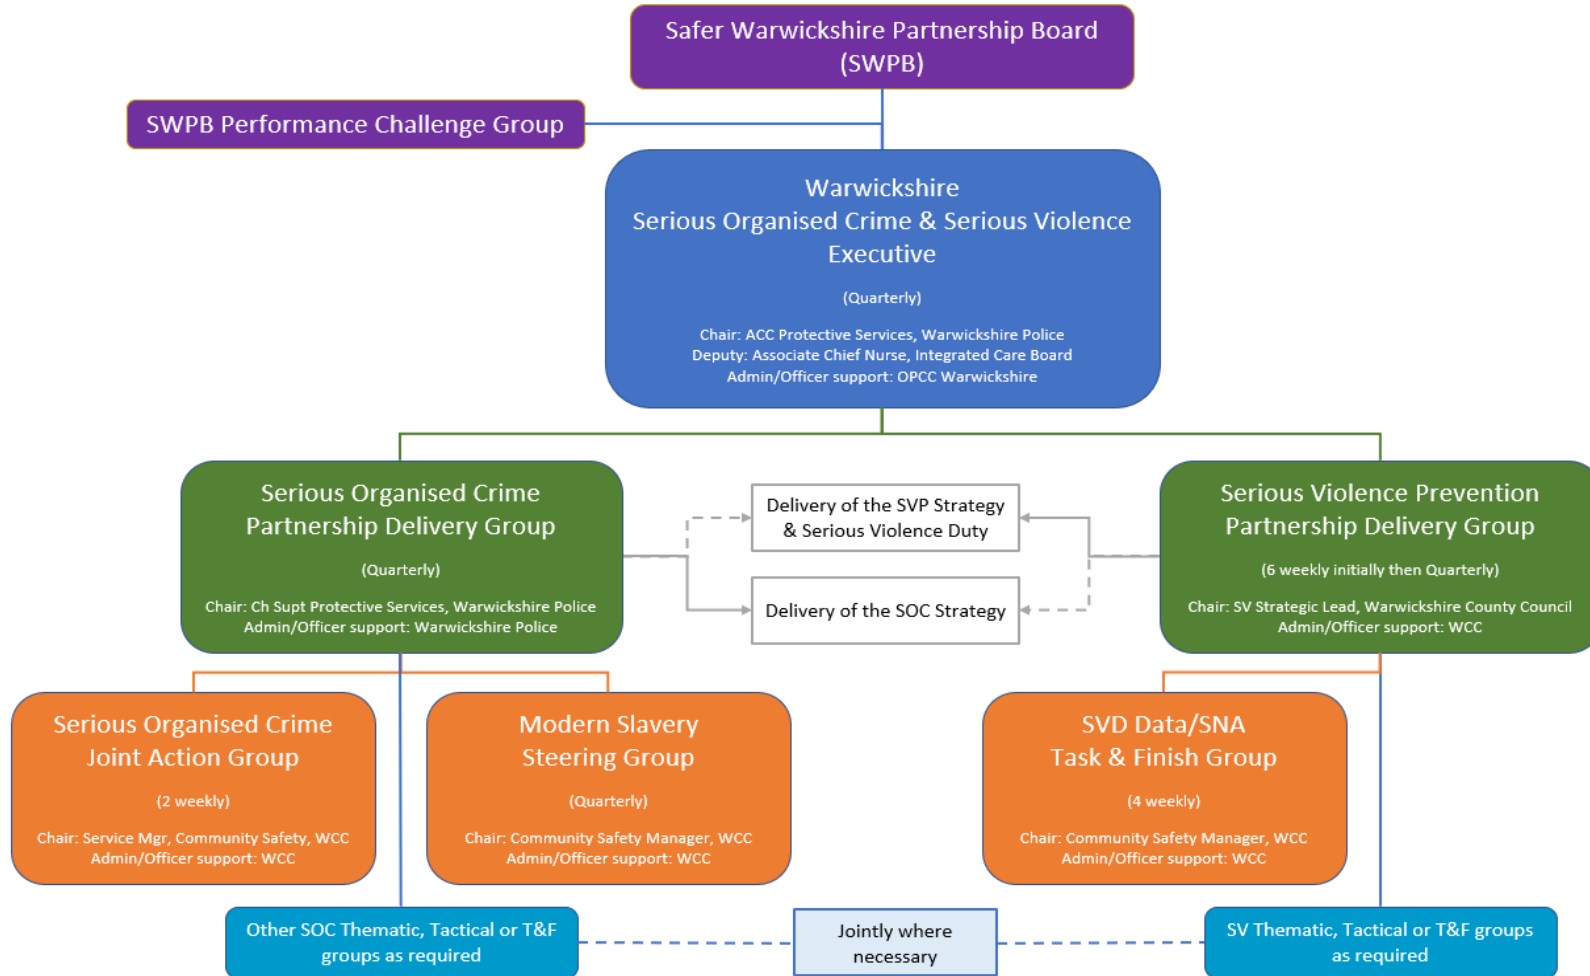 Safer Warwickshire Partnership Board
(SWPB)
SWPB Performance Challenge Group
Warwickshire
Serious Organised Crime & Serious Violence
Executive
(Quarterly)
Chair: ACC Protective Services, Warwickshire Police
Deputy: Associate Chief Nurse, Integrated Care Board
Admin/Officer support: OPCC Warwickshire
Serious Organised Crime
Partnership Delivery Group
(Quarterly)
Chair: Ch Supt Protective Services, Warwickshire Police
Admin/Officer support: Warwickshire Police
Delivery of the SVP Strategy
& Serious Violence Duty
Delivery of the SOC Strategy
Serious Violence Prevention
Partnership Delivery Group
(6 weekly initially then Quarterly)
Chair: SV Strategic Lead, Warwickshire County Council
Admin/Officer support: WCC
Serious Organised Crime
Joint Action Group
(2 weekly)
Chair: Service Mgr, Community Safety, WCC
Admin/Officer support: WCC
Modern Slavery
Steering Group
(Quarterly)
Chair: Community Safety Manager, WCC
Admin/Officer support: WCC
SVD Data/SNA
Task & Finish Group
(4 weekly)
Chair: Community Safety Manager, WCC
Admin/Officer support: WCC
Other SOC Thematic, Tactical or T&F
groups as required
Jointly where
necessary
SV Thematic, Tactical or T&F groups
as required